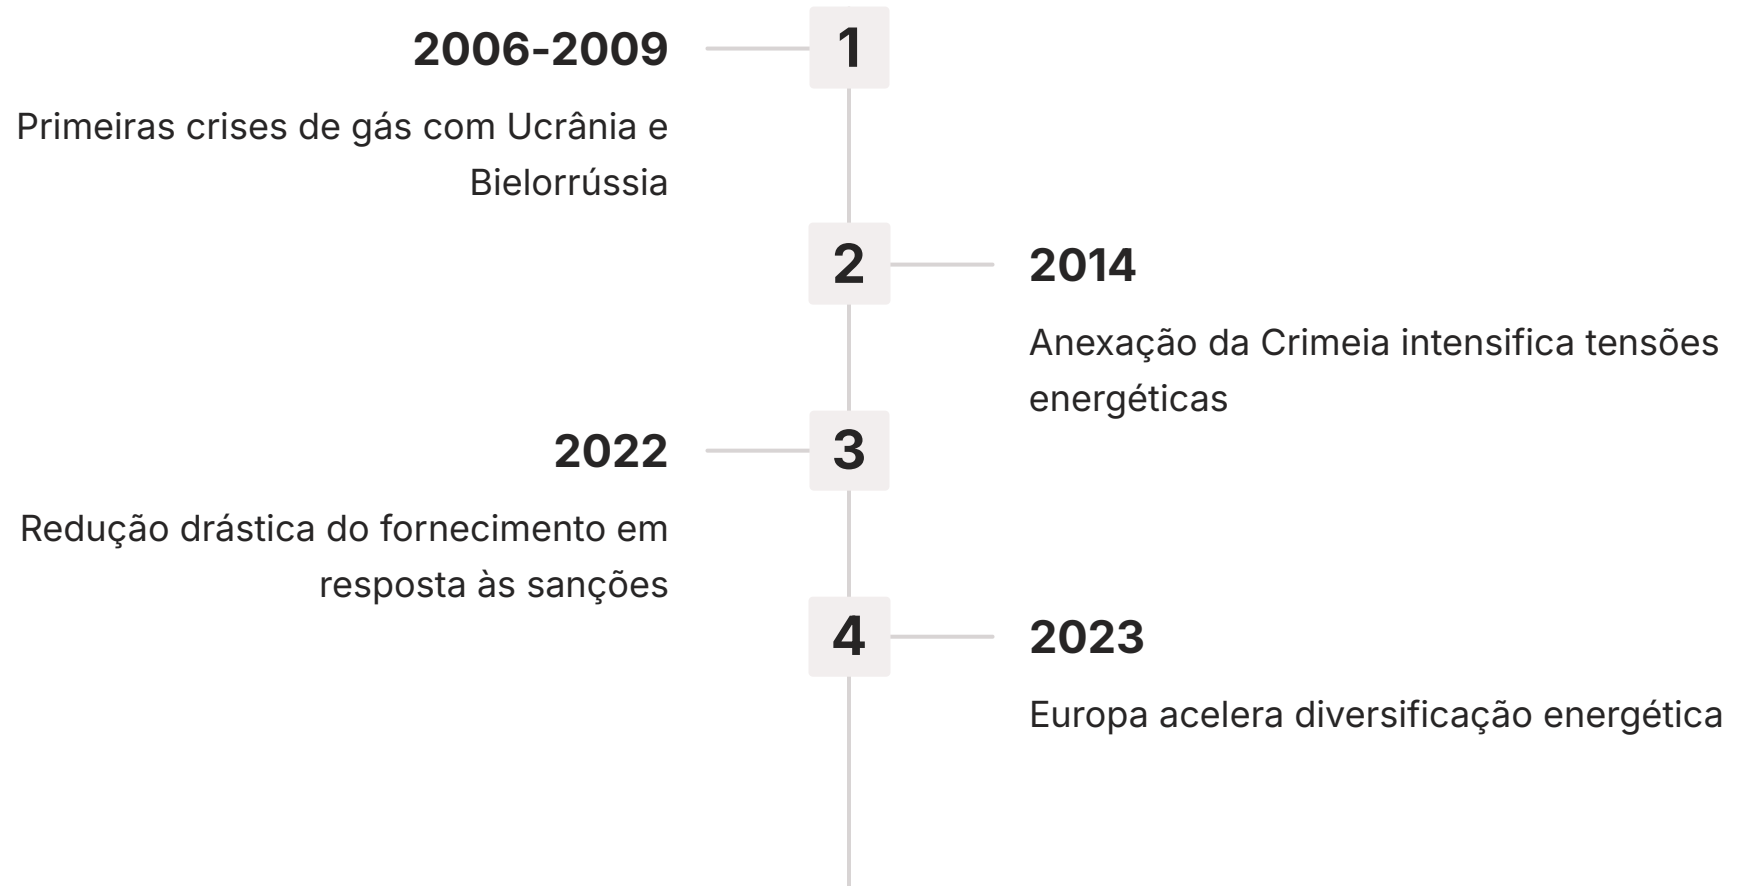 2006-2009
1
Primeiras crises de gás com Ucrânia e
Bielorrússia
2
2014
Anexação da Crimeia intensifica tensões
energéticas
2022
3
Redução drástica do fornecimento em
resposta às sanções
4
2023
Europa acelera diversificação energética